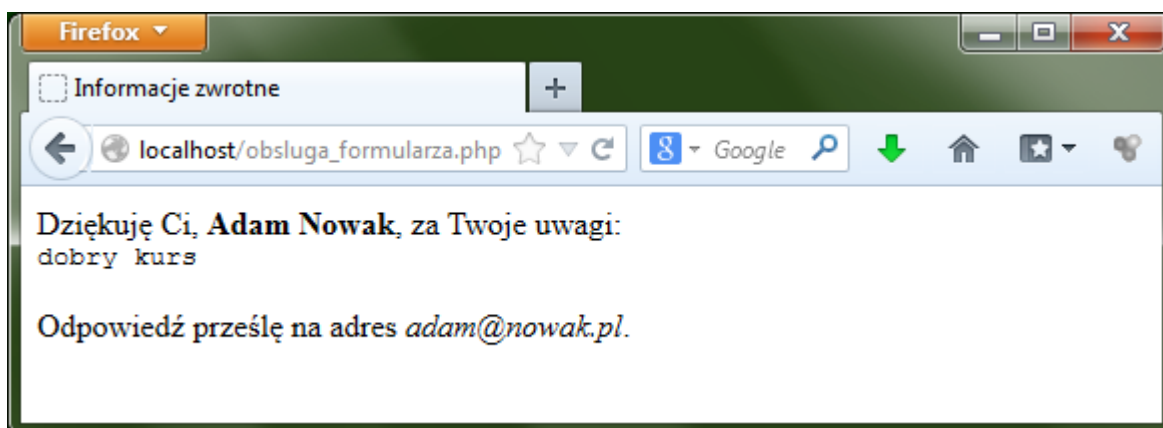 Firefox
Informacje zwrotne
localhost/obsluga_formularza.php
8 Google
Dziękuję Ci, Adam Nowak, za Twoje uwagi:
dobry kurs
Odpowiedź prześlę na adres adam@nowak.pl.